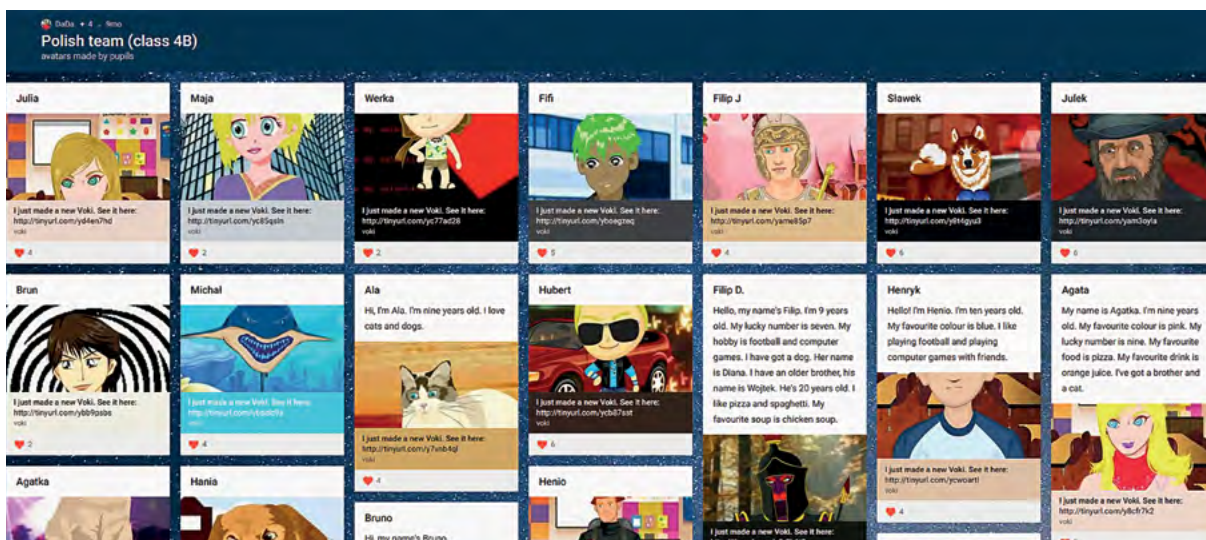 DaDa + 4 . 9mo
Polish team (class 4B)
avatars made by pupils
Julia
I just made a new Voki. See it here:
http://tinyurl.com/yd4en7ld
voki
4
Maja
I just made a new Voki. See it here:
http://tinyurl.com/yc85qsln
voki
2
Werka
I just made a new Voki. See it here:
http://tinyurl.com/yc77ad28
voki
2
Fifi
I just made a new Voki. See it here:
http://tinyurl.com/yboegzeq
voki
5
Filip J
I just made a new Voki. See it here:
http://tinyurl.com/yame85p7
voki
4
Sławek
I just made a new Voki. See it here:
http://tinyurl.com/y8t4gyu3
voki
6
Julek
I just made a new Voki. See it here:
http://tinyurl.com/yam3oyla
voki
6
Brun
I just made a new Voki. See it here:
http://tinyurl.com/ybb9psbs
voki
2
Michał
I just made a new Voki. See it here:
voki
4
Ala
Hi, I'm Ala. I'm nine years old. I love
cats and dogs.
I just made a new Voki. See it here:
http://tinyurl.com/y7vnb4ql
voki
4
Hubert
I just made a new Voki. See it here:
http://tinyurl.com/ycb87sst
voki
6
Filip D.
Hello, my name's Filip. I'm 9 years
old. My lucky number is seven. My
hobby is football and computer
games. I have got a dog. Her name
is Diana. I have an older brother, his
name is Wojtek. He's 20 years old. I
like pizza and spaghetti. My
favourite soup is chicken soup.
I just made a new Voki. See it here:
Henryk
Hello! I'm Henio. I'm ten years old.
My favourite colour is blue. I like
playing football and playing
computer games with friends.
I just made a new Voki. See it here:
http://tinyurl.com/ycwoartl
voki
4
Agata
My name is Agatka. I'm nine years
old. My favourite colour is pink. My
lucky number is nine. My favourite
food is pizza. My favourite drink is
orange juice. I've got a brother and
a cat.
I just made a new Voki. See it here:
http://tinyurl.com/y8cfr7k2
voki
Agatka
Hania
Bruno
Hi, my name's Bruno.
Henio